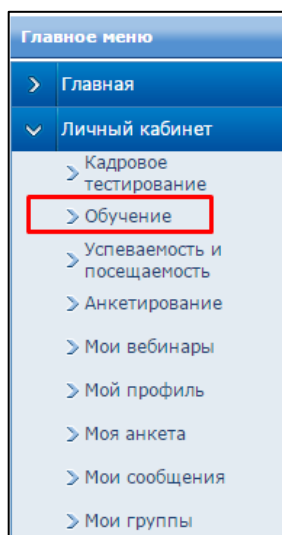 Главное меню
Главная
Личный кабинет
Кадровое
тестирование
Обучение
Успеваемость и
посещаемость
Анкетирование
Мои вебинары
Мой профиль
Моя анкета
Мои сообщения
Мои группы